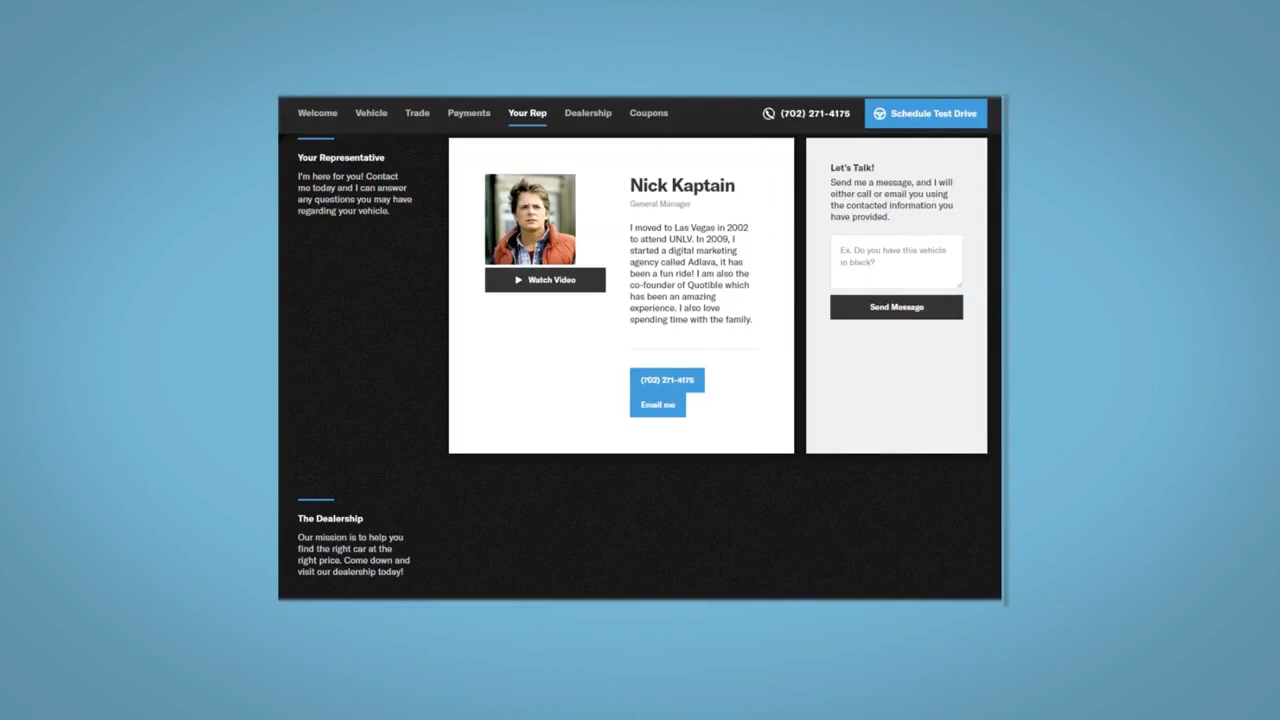 Welcome Vehicle Trade Payments Your Rep Dealership Coupons (702) 271-4175 Schedule Test Drive
Your Representative
I'm here for you! Contact
me today and I can answer
any questions you may have
regarding your vehicle.
Watch Video
Nick Kaptain
General Manager
I moved to Las Vegas in 2002
to attend UNLV. In 2009, I
started a digital marketing
agency called Adlava, it has
been a fun ride! I am also the
co-founder of Quotible which
has been an amazing
experience. I also love
spending time with the family.
(702) 271-4175
Email me
Let's Talk!
Send me a message, and I will
either call or email you using
the contacted information you
have provided.
Ex. Do you have this vehicle
in black?
Send Message
The Dealership
Our mission is to help you
find the right car at the
right price. Come down and
visit our dealership today!